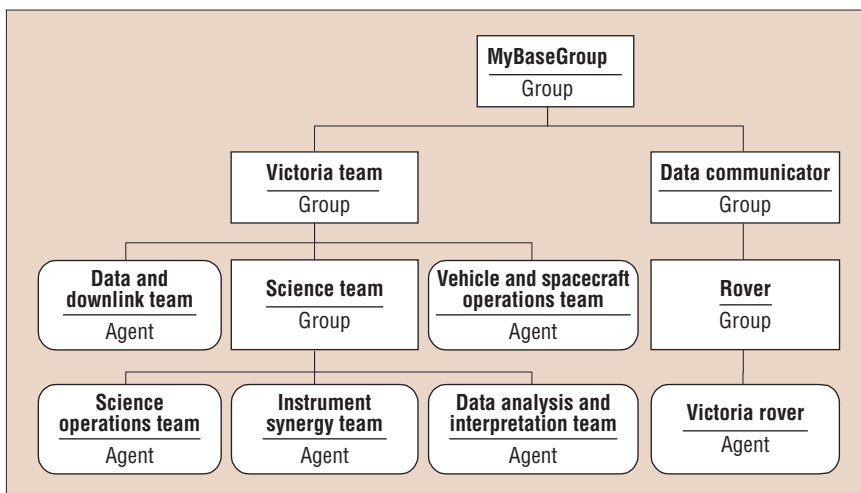 MyBaseGroup
Group
Victoria team
Group
Data communicator
Group
Data and
downlink team
Agent
Science team
Group
Vehicle and spacecraft
operations team
Agent
Rover
Group
Science
operations team
Agent
Instrument
synergy team
Agent
Data analysis and
interpretation team
Agent
Victoria rover
Agent